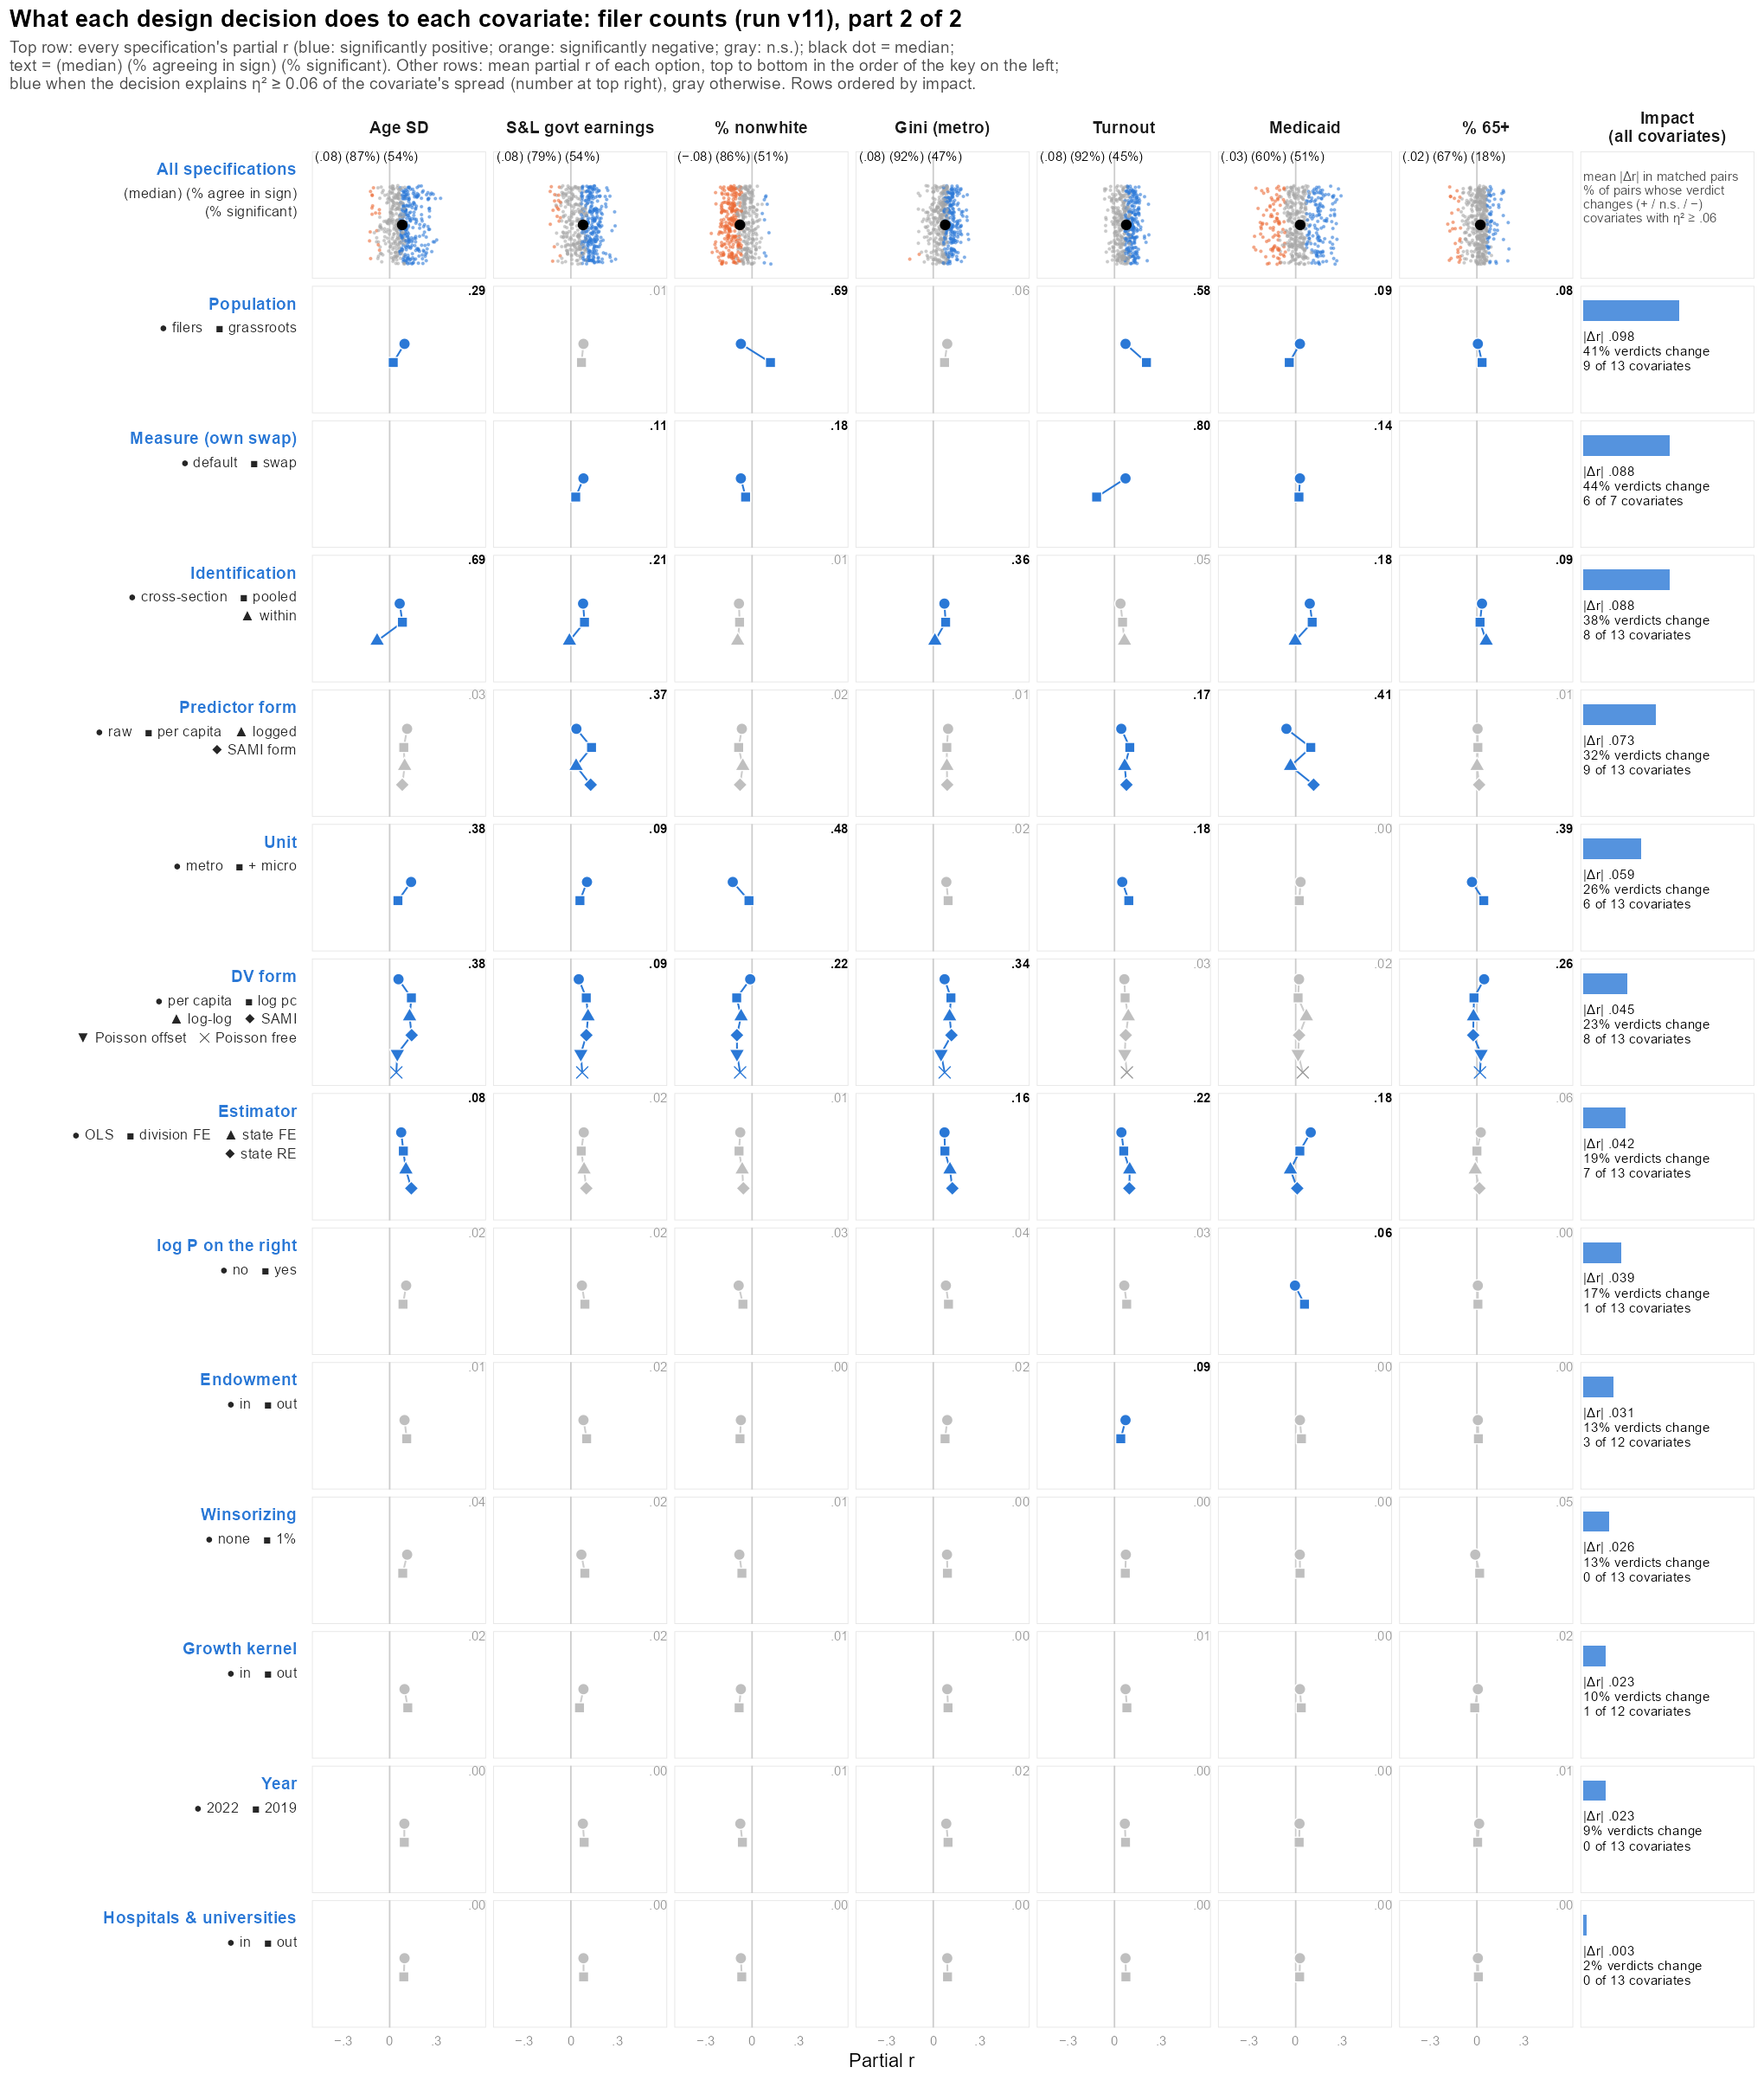 What each design decision does to each covariate: filer counts (run v11), part 2 of 2
Top row: every specification's partial r (blue: significantly positive; orange: significantly negative; gray: n.s.); black dot = median;
text = (median) (% agreeing in sign) (% significant). Other rows: mean partial r of each option, top to bottom in the order of the key on the left;
blue when the decision explains η² ≥ 0.06 of the covariate's spread (number at top right), gray otherwise. Rows ordered by impact.
Age SD S&L govt earnings % nonwhite Gini (metro) Turnout Medicaid % 65+ Impact
(all covariates)
All specifications
(median) (% agree in sign)
(% significant)
(.08) (87%) (54%) (.08) (79%) (54%) (−.08) (86%) (51%) (.08) (92%) (47%) (.08) (92%) (45%) (.03) (60%) (51%) (.02) (67%) (18%)
mean |Δr| in matched pairs
% of pairs whose verdict
changes (+ / n.s. / −)
covariates with η² ≥ .06
Population
● filers ■ grassroots
.29 .01 .69 .06 .58 .09 .08
|Δr| .098
41% verdicts change
9 of 13 covariates
Measure (own swap)
● default ■ swap
.11 .18 .80 .14
|Δr| .088
44% verdicts change
6 of 7 covariates
Identification
● cross-section ■ pooled
▲ within
.69 .21 .01 .36 .05 .18 .09
|Δr| .088
38% verdicts change
8 of 13 covariates
Predictor form
● raw ■ per capita ▲ logged
◆ SAMI form
.03 .37 .02 .01 .17 .41 .01
|Δr| .073
32% verdicts change
9 of 13 covariates
Unit
● metro ■ + micro
.38 .09 .48 .02 .18 .00 .39
|Δr| .059
26% verdicts change
6 of 13 covariates
DV form
● per capita ■ log pc
▲ log-log ◆ SAMI
▼ Poisson offset × Poisson free
.38 .09 .22 .34 .03 .02 .26
|Δr| .045
23% verdicts change
8 of 13 covariates
Estimator
● OLS ■ division FE ▲ state FE
◆ state RE
.08 .02 .01 .16 .22 .18 .06
|Δr| .042
19% verdicts change
7 of 13 covariates
log P on the right
● no ■ yes
.02 .02 .03 .04 .03 .06 .00
|Δr| .039
17% verdicts change
1 of 13 covariates
Endowment
● in ■ out
.01 .02 .00 .02 .09 .00 .00
|Δr| .031
13% verdicts change
3 of 12 covariates
Winsorizing
● none ■ 1%
.04 .02 .01 .00 .00 .00 .05
|Δr| .026
13% verdicts change
0 of 13 covariates
Growth kernel
● in ■ out
.02 .02 .01 .00 .01 .00 .02
|Δr| .023
10% verdicts change
1 of 12 covariates
Year
● 2022 ■ 2019
.00 .00 .01 .02 .00 .00 .01
|Δr| .023
9% verdicts change
0 of 13 covariates
Hospitals & universities
● in ■ out
.00 .00 .00 .00 .00 .00 .00
|Δr| .003
2% verdicts change
0 of 13 covariates
−.3 0 .3 −.3 0 .3 −.3 0 .3 −.3 0 .3 −.3 0 .3 −.3 0 .3 −.3 0 .3
Partial r